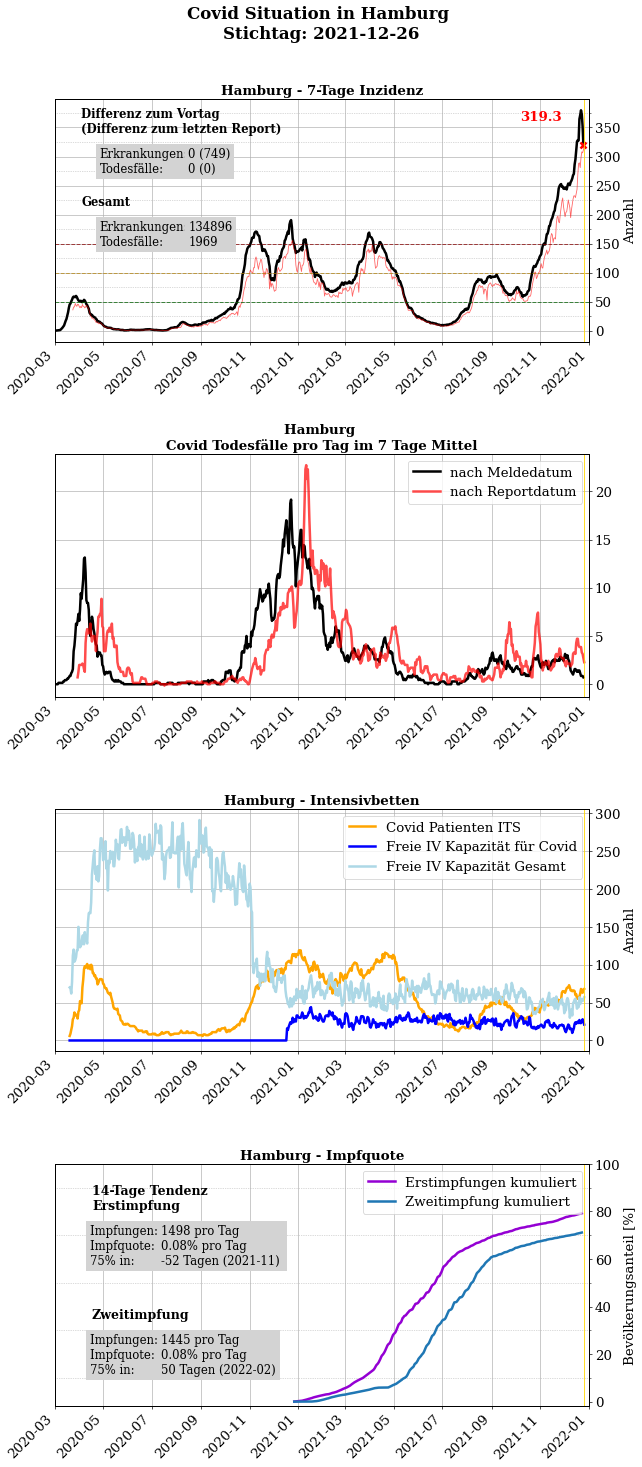 Covid Situation in Hamburg
Stichtag: 2021-12-26
Hamburg - 7-Tage Inzidenz
Differenz zum Vortag
(Differenz zum letzten Report)
Erkrankungen 0 (749)
Todesfälle: 0 (0)
Gesamt
Erkrankungen 134896
Todesfälle: 1969
319.3
350
300
250
200
150
100
50
0
Anzahl
2020-03
2020-05
2020-07
2020-09
2020-11
2021-01
2021-03
2021-05
2021-07
2021-09
2021-11
2022-01
Hamburg
Covid Todesfälle pro Tag im 7 Tage Mittel
nach Meldedatum
nach Reportdatum
20
15
10
5
0
2020-03
2020-05
2020-07
2020-09
2020-11
2021-01
2021-03
2021-05
2021-07
2021-09
2021-11
2022-01
Hamburg - Intensivbetten
Covid Patienten ITS
Freie IV Kapazität für Covid
Freie IV Kapazität Gesamt
300
250
200
150
100
50
0
Anzahl
2020-03
2020-05
2020-07
2020-09
2020-11
2021-01
2021-03
2021-05
2021-07
2021-09
2021-11
2022-01
Hamburg - Impfquote
14-Tage Tendenz
Erstimpfung
Impfungen: 1498 pro Tag
Impfquote: 0.08% pro Tag
75% in: -52 Tagen (2021-11)
Zweitimpfung
Impfungen: 1445 pro Tag
Impfquote: 0.08% pro Tag
75% in: 50 Tagen (2022-02)
Erstimpfungen kumuliert
Zweitimpfung kumuliert
100
80
60
40
20
0
Bevölkerungsanteil [%]
2020-03
2020-05
2020-07
2020-09
2020-11
2021-01
2021-03
2021-05
2021-07
2021-09
2021-11
2022-01